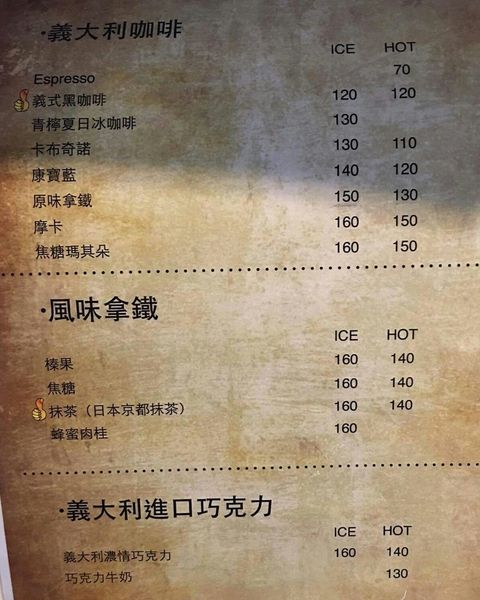 ·義大利咖啡
ICE HOT
Espresso 70
義式黑咖啡 120 120
青檸夏日冰咖啡 130
卡布奇諾 130 110
康寶藍 140 120
原味拿鐵 150 130
摩卡 160 150
焦糖瑪其朵 160 150
·風味拿鐵
ICE HOT
榛果 160 140
焦糖 160 140
抹茶（日本京都抹茶） 160 140
蜂蜜肉桂 160
·義大利進口巧克力
ICE HOT
義大利濃情巧克力 160 140
巧克力牛奶 130